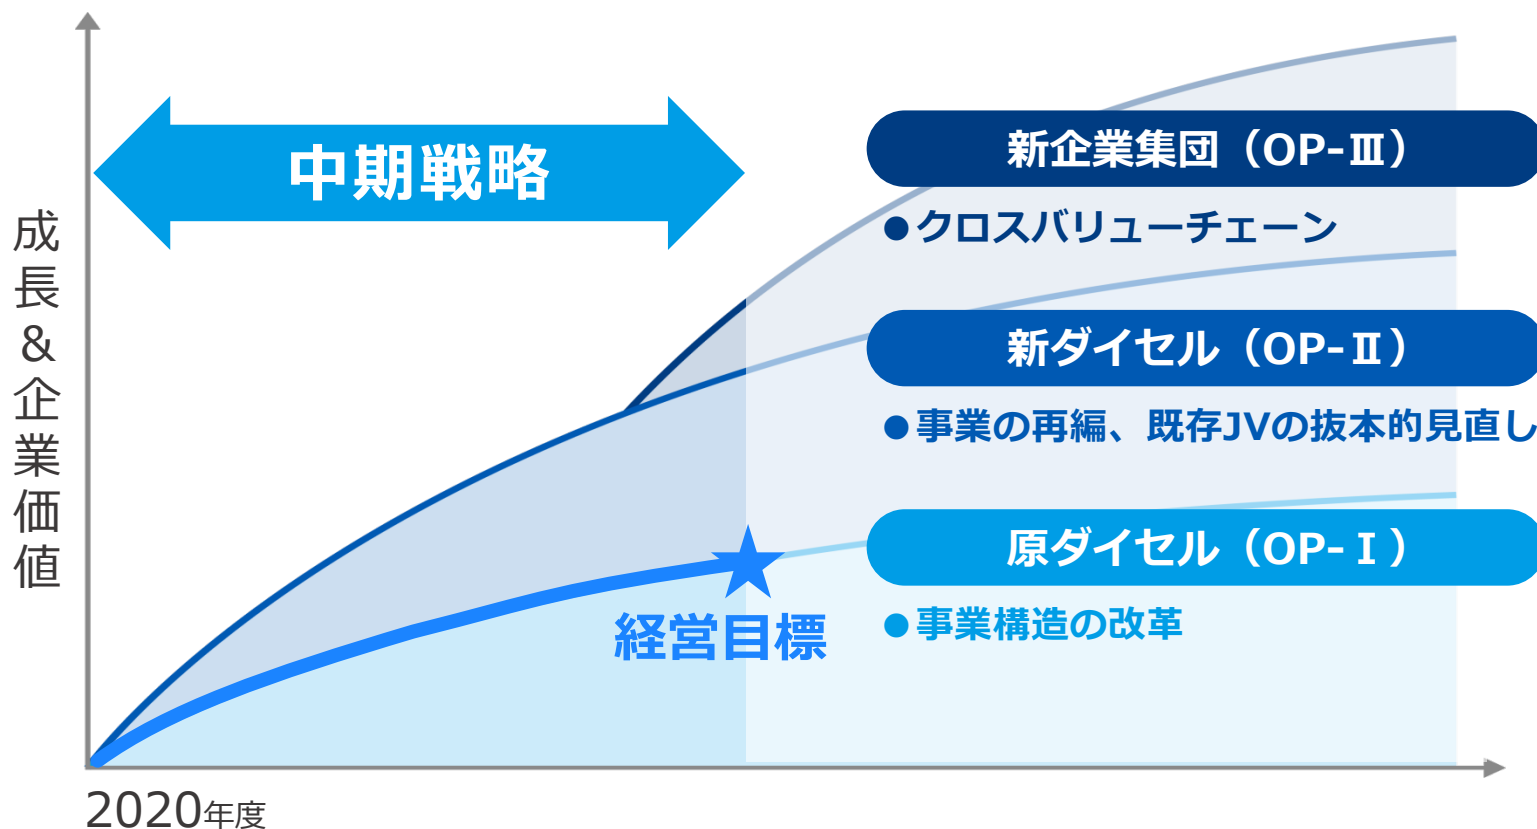 成長&企業価値
中期戦略
新企業集団（OP-Ⅲ）
●クロスバリューチェーン
新ダイセル（OP-Ⅱ）
●事業の再編、既存JVの抜本的見直し
原ダイセル（OP-Ⅰ）
●事業構造の改革
経営目標
2020年度